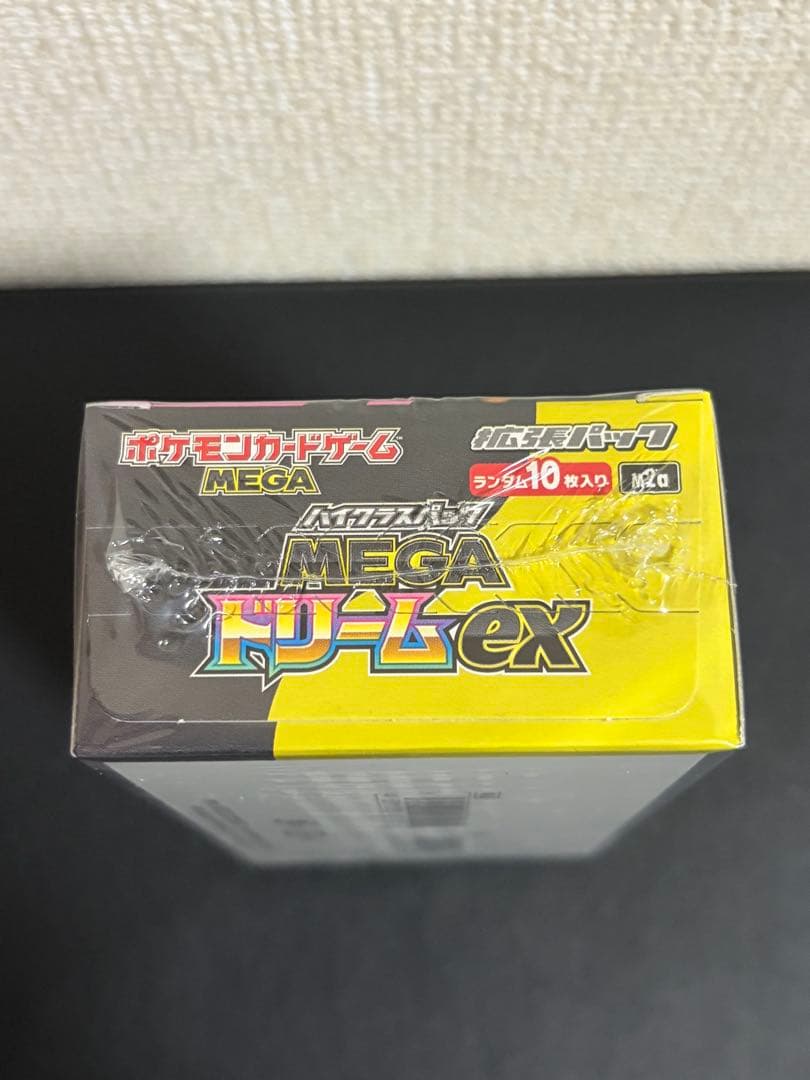 ポケモンカードゲーム™
MEGA
拡張パック
ランダム10枚入り M2a
ハイクラスパック
MEGA
ドリームex